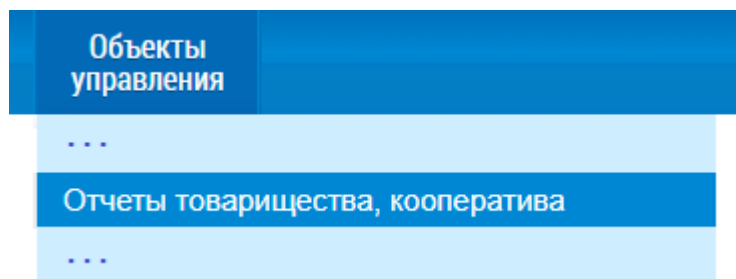 Объекты
управления
...
Отчеты товарищества, кооператива
...